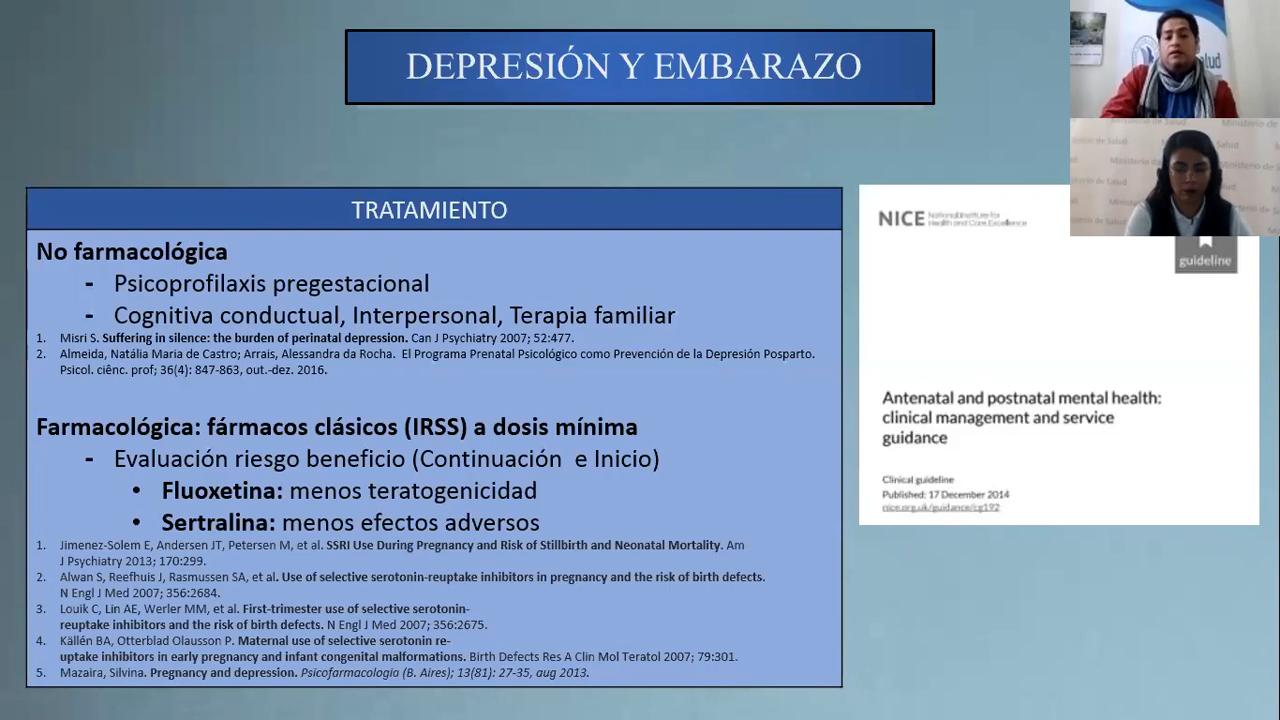 DEPRESIÓN Y EMBARAZO
TRATAMIENTO
No farmacológica
- Psicoprofilaxis pregestacional
- Cognitiva conductual, Interpersonal, Terapia familiar
1. Misri S. Suffering in silence: the burden of perinatal depression. Can J Psychiatry 2007; 52:477.
2. Almeida, Natália Maria de Castro; Arrais, Alessandra da Rocha. El Programa Prenatal Psicológico como Prevención de la Depresión Posparto.
Psicol. ciênc. prof; 36(4): 847-863, out.-dez. 2016.
Farmacológica: fármacos clásicos (IRSS) a dosis mínima
- Evaluación riesgo beneficio (Continuación e Inicio)
• Fluoxetina: menos teratogenicidad
• Sertralina: menos efectos adversos
1. Jimenez-Solem E, Andersen JT, Petersen M, et al. SSRI Use During Pregnancy and Risk of Stillbirth and Neonatal Mortality. Am
J Psychiatry 2013; 170:299.
2. Alwan S, Reefhuis J, Rasmussen SA, et al. Use of selective serotonin-reuptake inhibitors in pregnancy and the risk of birth defects.
N Engl J Med 2007; 356:2684.
3. Louik C, Lin AE, Werler MM, et al. First-trimester use of selective serotonin-
reuptake inhibitors and the risk of birth defects. N Engl J Med 2007; 356:2675.
4. Källén BA, Otterblad Olausson P. Maternal use of selective serotonin re-
uptake inhibitors in early pregnancy and infant congenital malformations. Birth Defects Res A Clin Mol Teratol 2007; 79:301.
5. Mazaira, Silvina. Pregnancy and depression. Psicofarmacologia (B. Aires); 13(81): 27-35, aug 2013.
NICE National Institute for
Health and Care Excellence
guideline
Antenatal and postnatal mental health:
clinical management and service
guidance
Clinical guideline
Published: 17 December 2014
nice.org.uk/guidance/cg192
Ministerio de
Salud
Ministerio de Salud